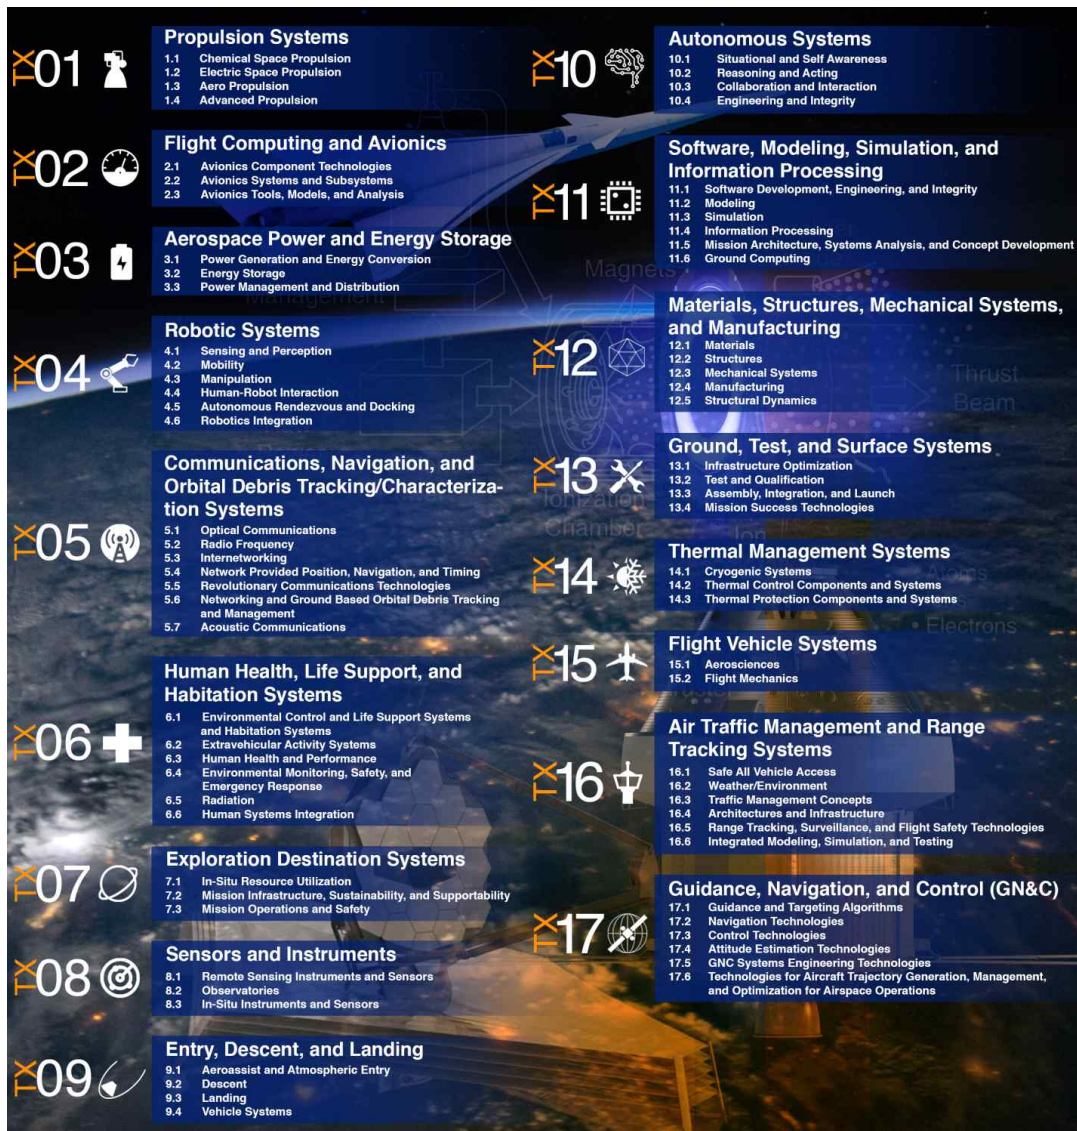 TX01
Propulsion Systems
1.1 Chemical Space Propulsion
1.2 Electric Space Propulsion
1.3 Aero Propulsion
1.4 Advanced Propulsion
TX02
Flight Computing and Avionics
2.1 Avionics Component Technologies
2.2 Avionics Systems and Subsystems
2.3 Avionics Tools, Models, and Analysis
TX03
Aerospace Power and Energy Storage
3.1 Power Generation and Energy Conversion
3.2 Energy Storage
3.3 Power Management and Distribution
Management
TX04
Robotic Systems
4.1 Sensing and Perception
4.2 Mobility
4.3 Manipulation
4.4 Human-Robot Interaction
4.5 Autonomous Rendezvous and Docking
4.6 Robotics Integration
TX05
Communications, Navigation, and
Orbital Debris Tracking/Characteriza-
tion Systems
5.1 Optical Communications
5.2 Radio Frequency
5.3 Internetworking
5.4 Network Provided Position, Navigation, and Timing
5.5 Revolutionary Communications Technologies
5.6 Networking and Ground Based Orbital Debris Tracking
and Management
5.7 Acoustic Communications
TX06
Human Health, Life Support, and
Habitation Systems
6.1 Environmental Control and Life Support Systems
and Habitation Systems
6.2 Extravehicular Activity Systems
6.3 Human Health and Performance
6.4 Environmental Monitoring, Safety, and
Emergency Response
6.5 Radiation
6.6 Human Systems Integration
TX07
Exploration Destination Systems
7.1 In-Situ Resource Utilization
7.2 Mission Infrastructure, Sustainability, and Supportability
7.3 Mission Operations and Safety
TX08
Sensors and Instruments
8.1 Remote Sensing Instruments and Sensors
8.2 Observatories
8.3 In-Situ Instruments and Sensors
TX09
Entry, Descent, and Landing
9.1 Aeroassist and Atmospheric Entry
9.2 Descent
9.3 Landing
9.4 Vehicle Systems
TX10
Autonomous Systems
10.1 Situational and Self Awareness
10.2 Reasoning and Acting
10.3 Collaboration and Interaction
10.4 Engineering and Integrity
TX11
Software, Modeling, Simulation, and
Information Processing
11.1 Software Development, Engineering, and Integrity
11.2 Modeling
11.3 Simulation
11.4 Information Processing
11.5 Mission Architecture, Systems Analysis, and Concept Development
11.6 Ground Computing
Magnets
TX12
Materials, Structures, Mechanical Systems,
and Manufacturing
12.1 Materials
12.2 Structures
12.3 Mechanical Systems
12.4 Manufacturing
12.5 Structural Dynamics
Thrust
Beam
TX13
Ground, Test, and Surface Systems
13.1 Infrastructure Optimization
13.2 Test and Qualification
13.3 Assembly, Integration, and Launch
13.4 Mission Success Technologies
Ionization
Chamber
Ion
TX14
Thermal Management Systems
14.1 Cryogenic Systems
14.2 Thermal Control Components and Systems
14.3 Thermal Protection Components and Systems
• Electrons
TX15
Flight Vehicle Systems
15.1 Aerosciences
15.2 Flight Mechanics
TX16
Air Traffic Management and Range
Tracking Systems
16.1 Safe All Vehicle Access
16.2 Weather/Environment
16.3 Traffic Management Concepts
16.4 Architectures and Infrastructure
16.5 Range Tracking, Surveillance, and Flight Safety Technologies
16.6 Integrated Modeling, Simulation, and Testing
TX17
Guidance, Navigation, and Control (GN&C)
17.1 Guidance and Targeting Algorithms
17.2 Navigation Technologies
17.3 Control Technologies
17.4 Attitude Estimation Technologies
17.5 GNC Systems Engineering Technologies
17.6 Technologies for Aircraft Trajectory Generation, Management,
and Optimization for Airspace Operations